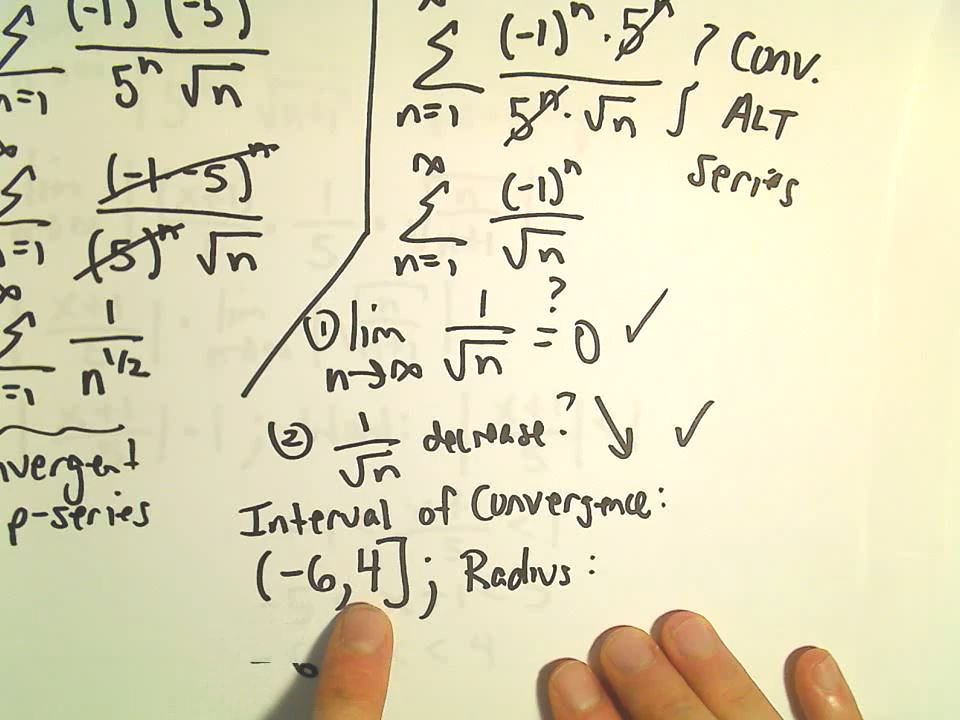 ∑ n=1 (-1)^n (-5)^n / 5^n √n
∑ n=1 (-1·-5)^n / (5)^n √n
∑ =1 1 / n^1/2
p-series
∑ n=1 ∞ (-1)^n · 5^n / 5^n · √n } Conv.
ALT
series
∑ n=1 ∞ (-1)^n / √n
① lim n→∞ 1/√n ?= 0 ✓
② 1/√n decrease? ↘ ✓
Interval of Convergence:
(-6,4]; Radius: